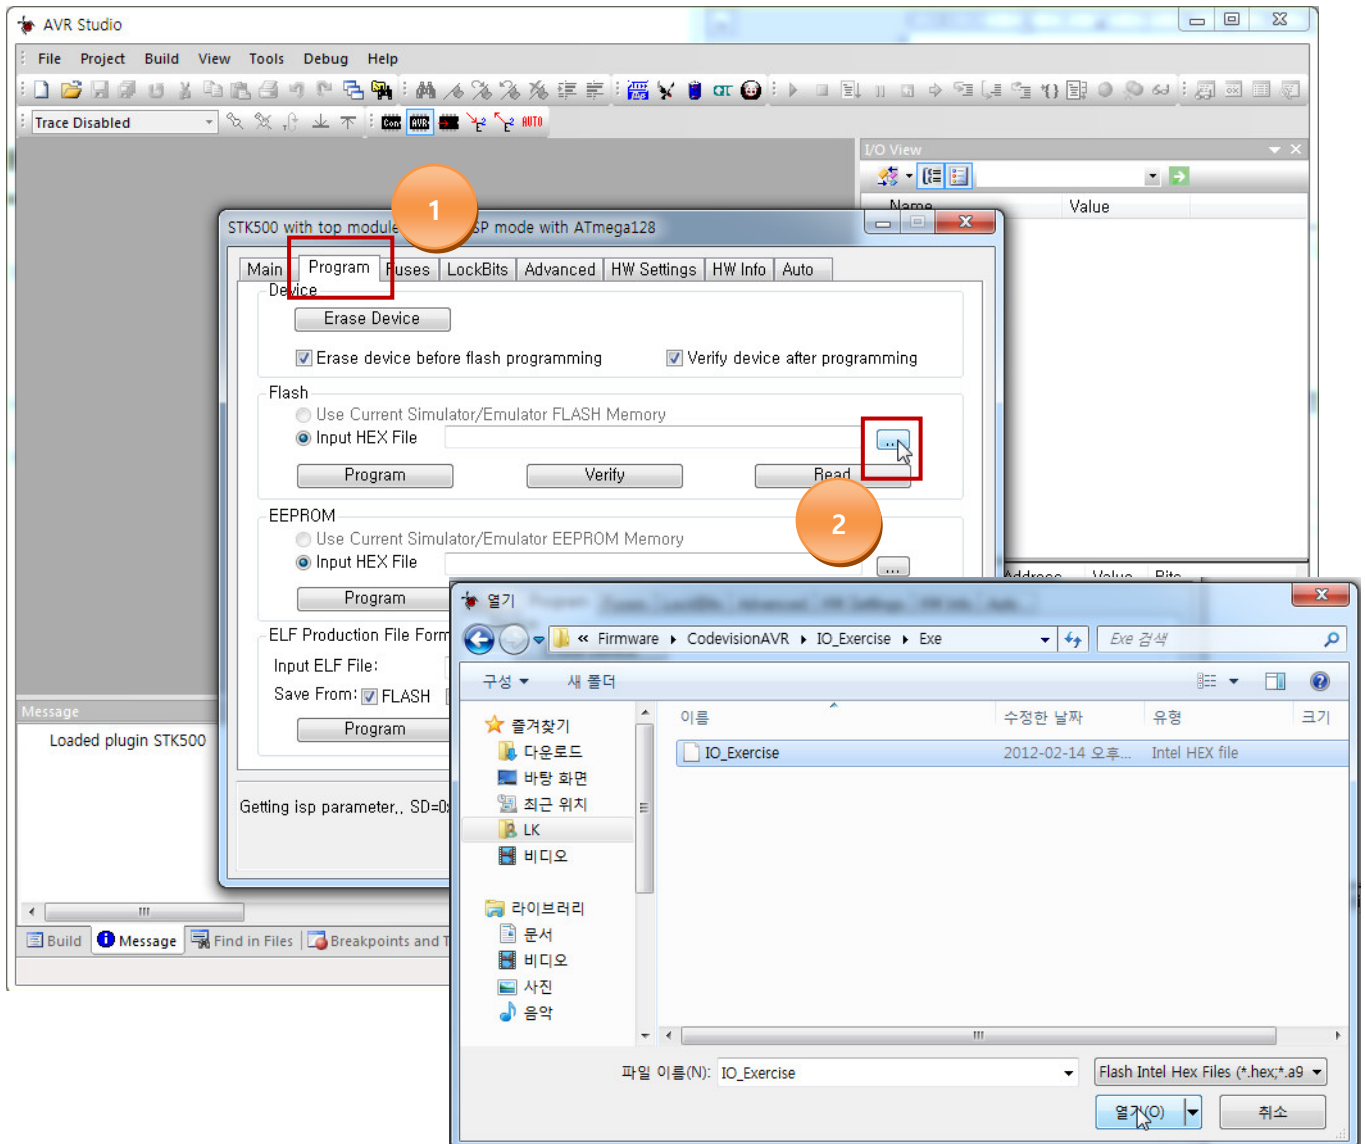 AVR Studio
File Project Build View Tools Debug Help
Trace Disabled
Con AVR AUTO
I/O View
Name Value
1
STK500 with top module SP mode with ATmega128
Main Program Fuses LockBits Advanced HW Settings HW Info Auto
Device
Erase Device
Erase device before flash programming Verify device after programming
Flash
Use Current Simulator/Emulator FLASH Memory
Input HEX File ...
Program Verify Read
2
EEPROM
Use Current Simulator/Emulator EEPROM Memory
Input HEX File ...
Address Value Bits
Program
ELF Production File Form
Input ELF File:
Save From: FLASH
Program
Getting isp parameter,, SD=0x
Message
Loaded plugin STK500
Build Message Find in Files Breakpoints and T
열기
« Firmware ▸ CodevisionAVR ▸ IO_Exercise ▸ Exe Exe 검색
구성 새 폴더
이름 수정한 날짜 유형 크기
IO_Exercise 2012-02-14 오후... Intel HEX file
즐겨찾기
다운로드
바탕 화면
최근 위치
LK
비디오
라이브러리
문서
비디오
사진
음악
파일 이름(N): IO_Exercise Flash Intel Hex Files (*.hex;*.a9
열기(O) 취소